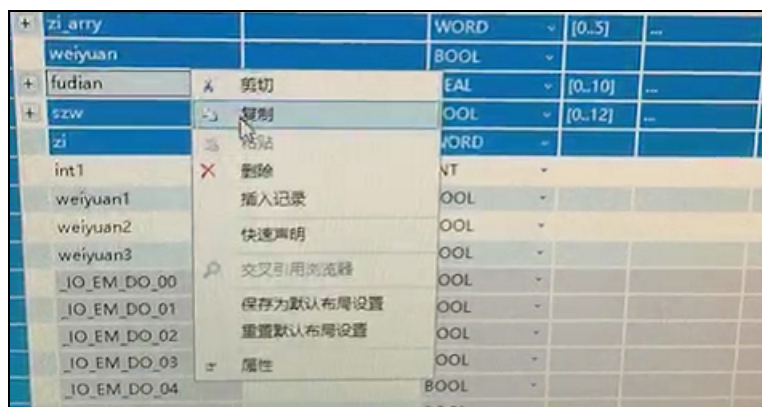 zi_arry WORD [0..5] ...
weiyuan BOOL
fudian EAL [0..10] ...
剪切
szw OOL [0..12] ...
复制
zi WORD
粘贴
int1 NT
删除
weiyuan1 OOL
插入记录
weiyuan2 OOL
快速声明
weiyuan3 OOL
交叉引用浏览器
_IO_EM_DO_00 OOL
保存为默认布局设置
_IO_EM_DO_01 OOL
重置默认布局设置
_IO_EM_DO_02 OOL
_IO_EM_DO_03 OOL
属性
_IO_EM_DO_04 BOOL